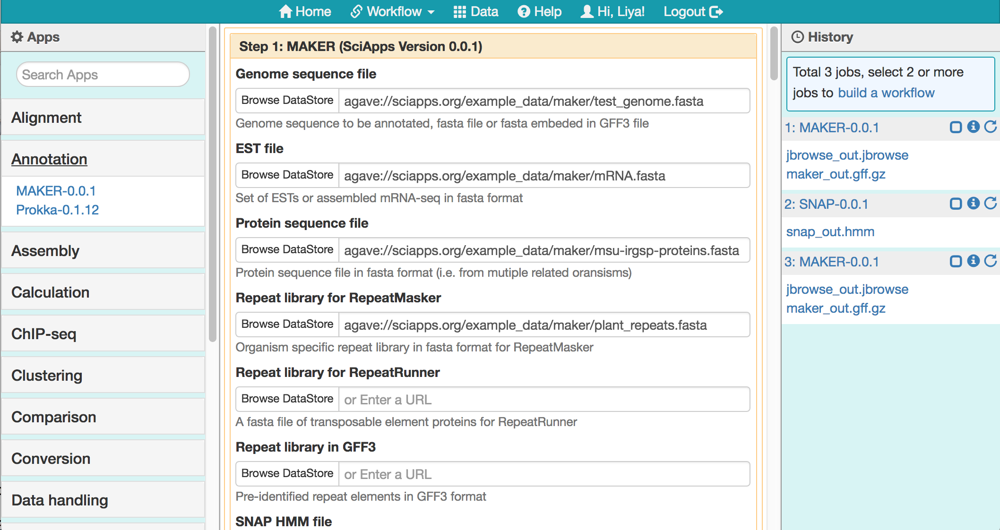 Home Workflow Data Help Hi, Liya! Logout
Apps
Search Apps
Alignment
Annotation
MAKER-0.0.1
Prokka-0.1.12
Assembly
Calculation
ChIP-seq
Clustering
Comparison
Conversion
Data handling
Step 1: MAKER (SciApps Version 0.0.1)
Genome sequence file
Browse DataStore agave://sciapps.org/example_data/maker/test_genome.fasta
Genome sequence to be annotated, fasta file or fasta embeded in GFF3 file
EST file
Browse DataStore agave://sciapps.org/example_data/maker/mRNA.fasta
Set of ESTs or assembled mRNA-seq in fasta format
Protein sequence file
Browse DataStore agave://sciapps.org/example_data/maker/msu-irgsp-proteins.fasta
Protein sequence file in fasta format (i.e. from mutiple related oransisms)
Repeat library for RepeatMasker
Browse DataStore agave://sciapps.org/example_data/maker/plant_repeats.fasta
Organism specific repeat library in fasta format for RepeatMasker
Repeat library for RepeatRunner
Browse DataStore or Enter a URL
A fasta file of transposable element proteins for RepeatRunner
Repeat library in GFF3
Browse DataStore or Enter a URL
Pre-identified repeat elements in GFF3 format
SNAP HMM file
History
Total 3 jobs, select 2 or more
jobs to build a workflow
1: MAKER-0.0.1
jbrowse_out.jbrowse
maker_out.gff.gz
2: SNAP-0.0.1
snap_out.hmm
3: MAKER-0.0.1
jbrowse_out.jbrowse
maker_out.gff.gz